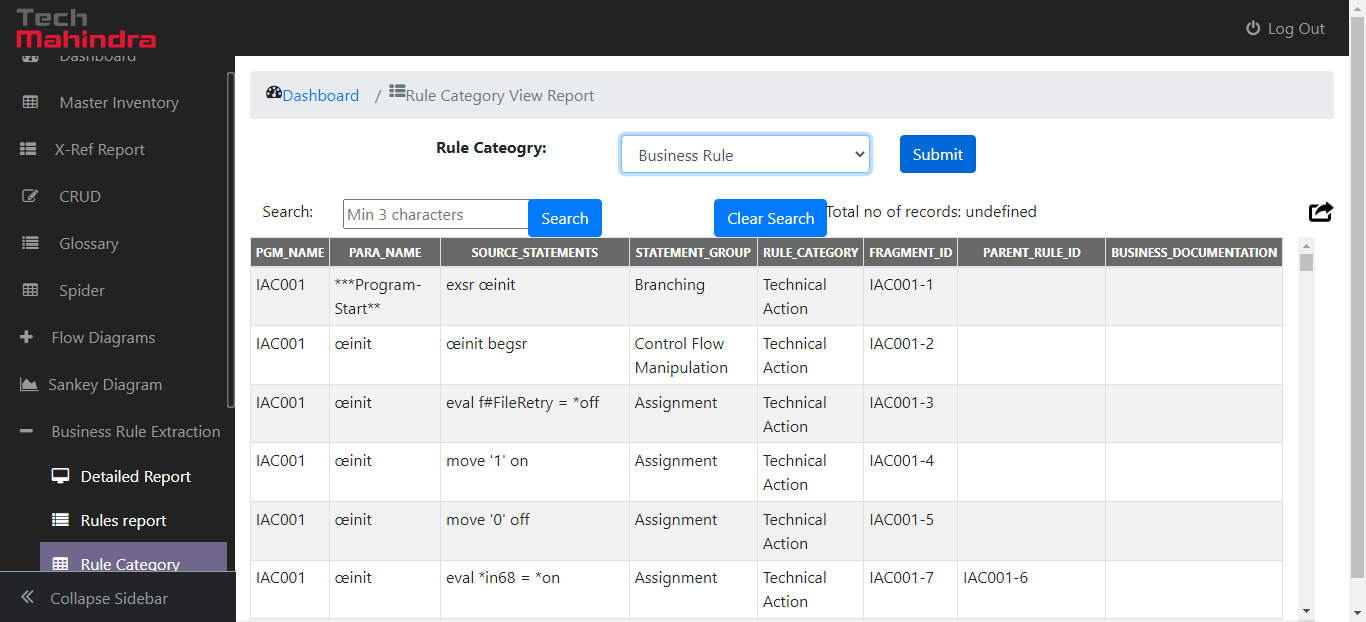 Tech
Mahindra
Log Out
Dashboard
Master Inventory
X-Ref Report
CRUD
Glossary
Spider
Flow Diagrams
Sankey Diagram
Business Rule Extraction
Detailed Report
Rules report
Rule Category
Collapse Sidebar
Dashboard / Rule Category View Report
Rule Cateogry: Business Rule Submit
Search: Min 3 characters Search Clear Search Total no of records: undefined
PGM_NAME PARA_NAME SOURCE_STATEMENTS STATEMENT_GROUP RULE_CATEGORY FRAGMENT_ID PARENT_RULE_ID BUSINESS_DOCUMENTATION
IAC001 ***Program- exsr œinit Branching Technical IAC001-1
Start** Action
IAC001 œinit œinit begsr Control Flow Technical IAC001-2
Manipulation Action
IAC001 œinit eval f#FileRetry = *off Assignment Technical IAC001-3
Action
IAC001 œinit move '1' on Assignment Technical IAC001-4
Action
IAC001 œinit move '0' off Assignment Technical IAC001-5
Action
IAC001 œinit eval *in68 = *on Assignment Technical IAC001-7 IAC001-6
Action